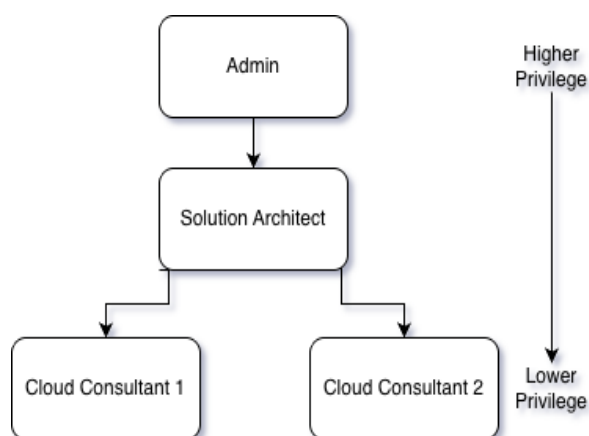 Admin
Higher
Privilege
Solution Architect
Cloud Consultant 1
Cloud Consultant 2
Lower
Privilege